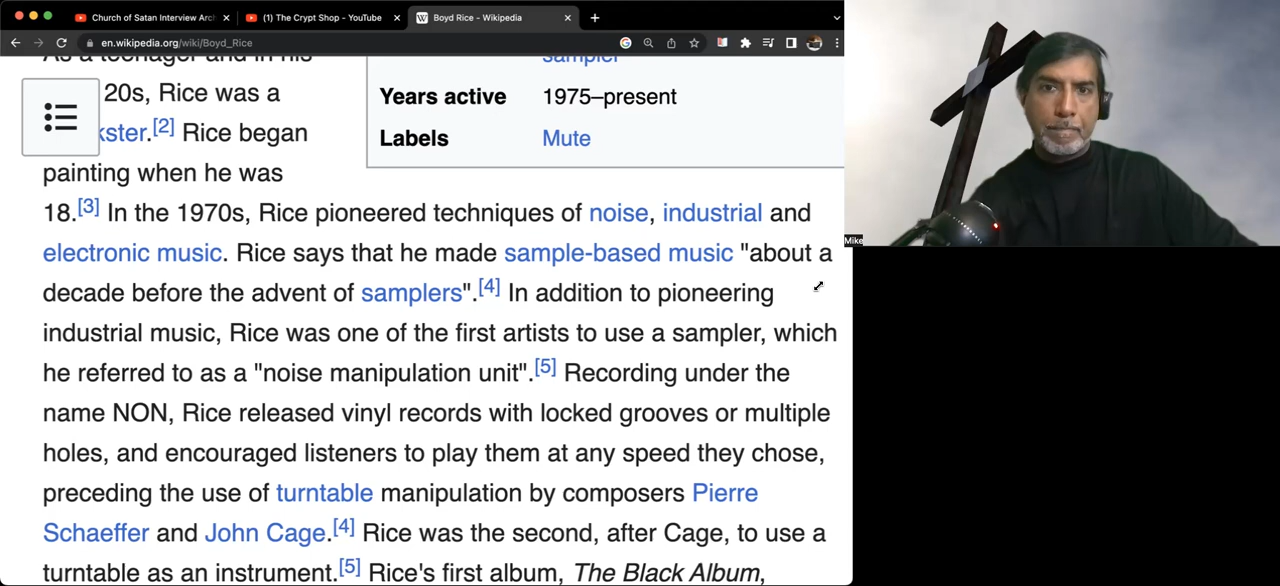 Church of Satan Interview Arch
(1) The Crypt Shop - YouTube
Boyd Rice - Wikipedia
en.wikipedia.org/wiki/Boyd_Rice
As a teenager and in his
20s, Rice was a
kster.[2] Rice began
painting when he was
18.[3] In the 1970s, Rice pioneered techniques of noise, industrial and
electronic music. Rice says that he made sample-based music "about a
decade before the advent of samplers".[4] In addition to pioneering
industrial music, Rice was one of the first artists to use a sampler, which
he referred to as a "noise manipulation unit".[5] Recording under the
name NON, Rice released vinyl records with locked grooves or multiple
holes, and encouraged listeners to play them at any speed they chose,
preceding the use of turntable manipulation by composers Pierre
Schaeffer and John Cage.[4] Rice was the second, after Cage, to use a
turntable as an instrument.[5] Rice's first album, The Black Album,
sampler
Years active 1975–present
Labels Mute
Mike